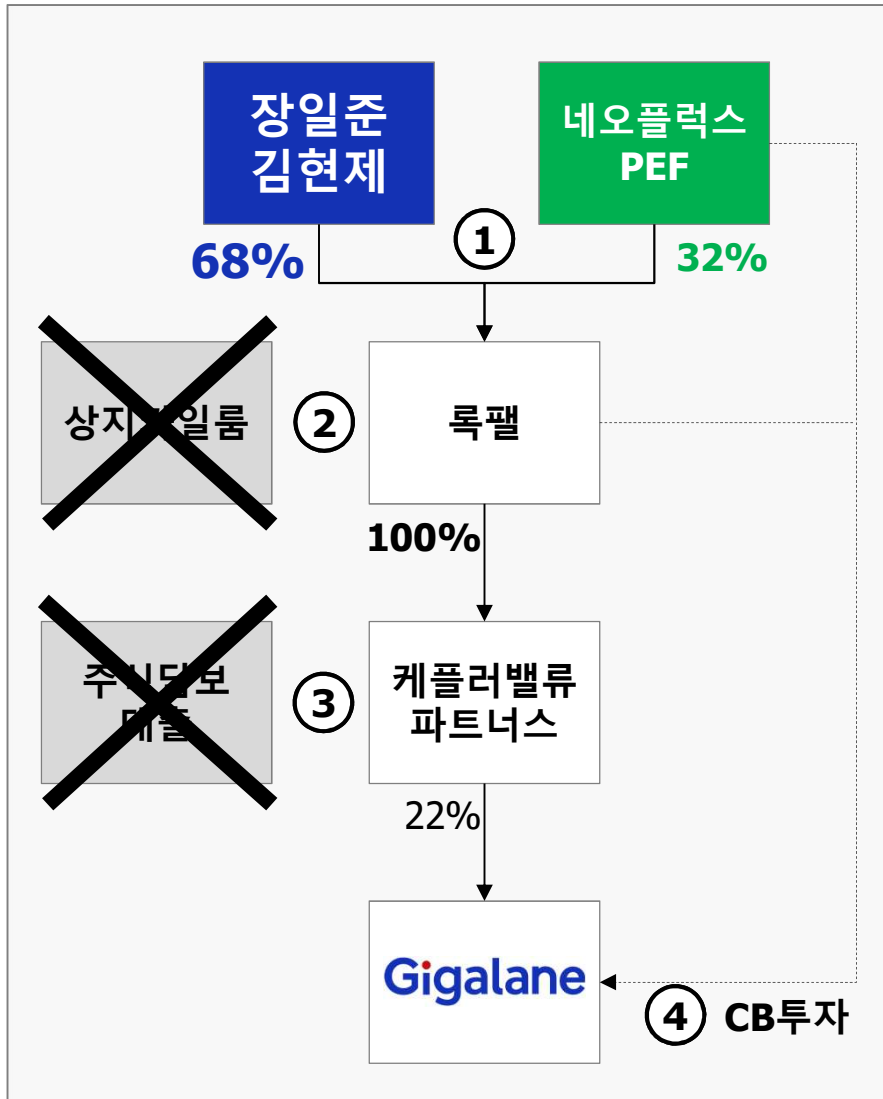 장일준
김현제
네오플럭스
PEF
68%
①
32%
②
록팰
100%
③
케플러밸류
파트너스
22%
Gigalane
④ CB투자